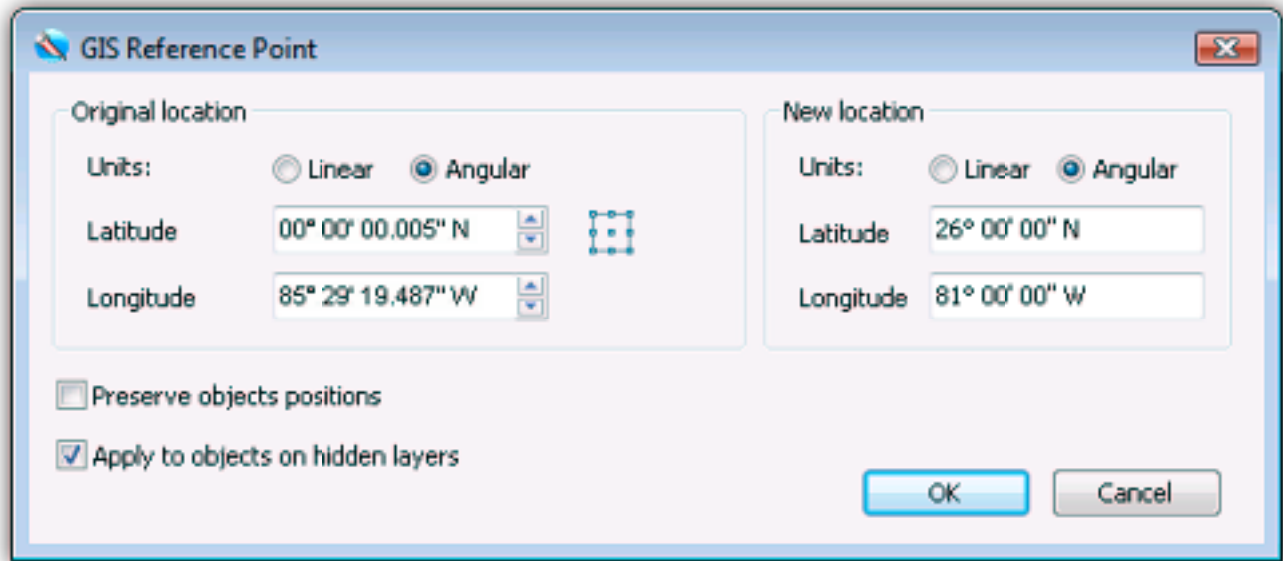 GIS Reference Point
Original location
Units: Linear Angular
Latitude 00° 00' 00.005" N
Longitude 85° 29' 19.487" W
New location
Units: Linear Angular
Latitude 26° 00' 00" N
Longitude 81° 00' 00" W
Preserve objects positions
Apply to objects on hidden layers
OK Cancel